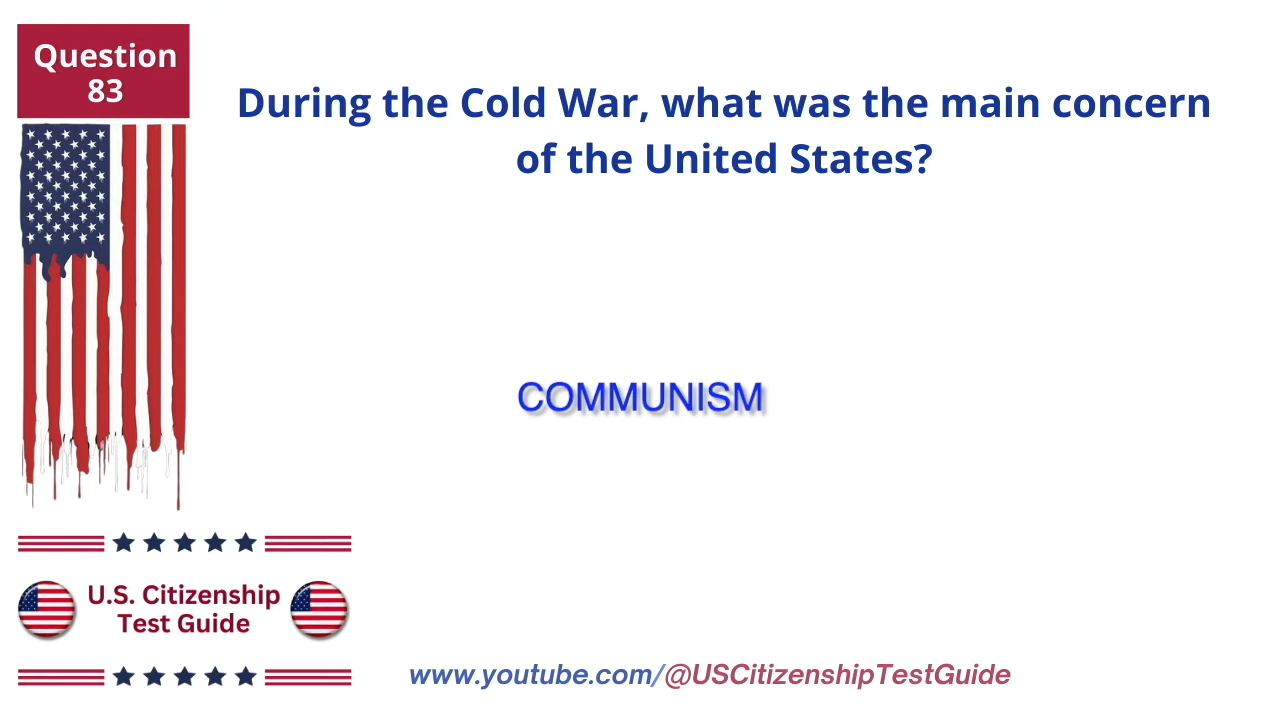 Question
83
During the Cold War, what was the main concern
of the United States?
COMMUNISM
U.S. Citizenship
Test Guide
www.youtube.com/@USCitizenshipTestGuide